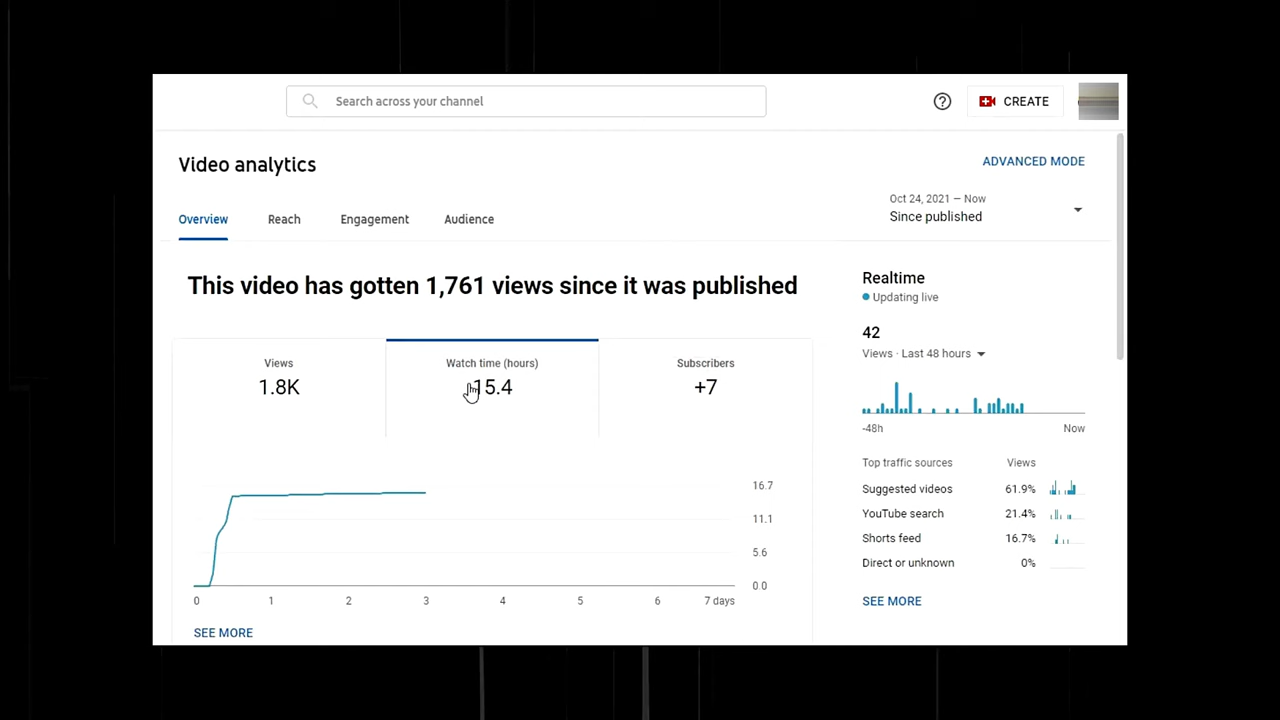 Search across your channel
CREATE
Video analytics
ADVANCED MODE
Oct 24, 2021 – Now
Since published
Overview
Reach
Engagement
Audience
This video has gotten 1,761 views since it was published
Views
1.8K
Watch time (hours)
15.4
Subscribers
+7
16.7
11.1
5.6
0.0
0 1 2 3 4 5 6 7 days
SEE MORE
Realtime
Updating live
42
Views · Last 48 hours
-48h Now
Top traffic sources Views
Suggested videos 61.9%
YouTube search 21.4%
Shorts feed 16.7%
Direct or unknown 0%
SEE MORE